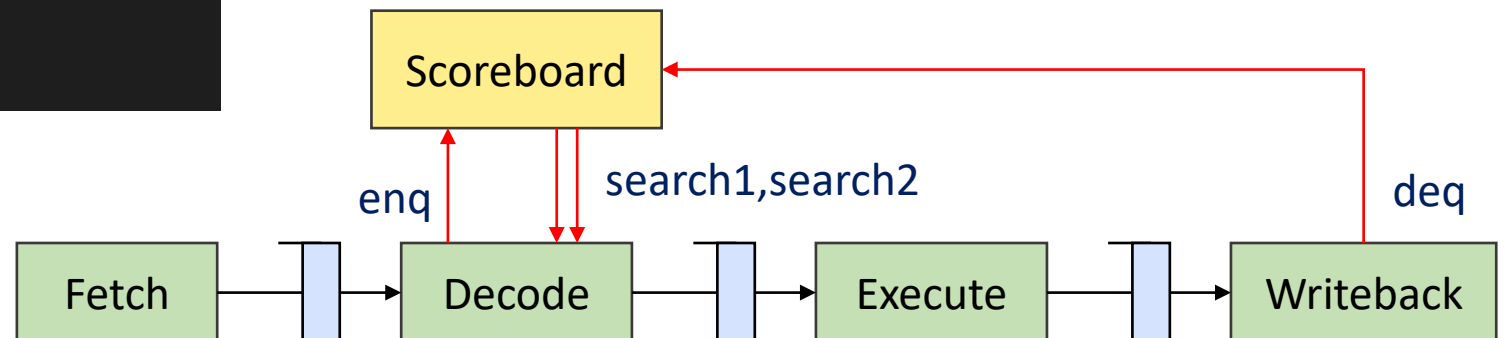 Scoreboard
enq
search1,search2
deq
Fetch
Decode
Execute
Writeback